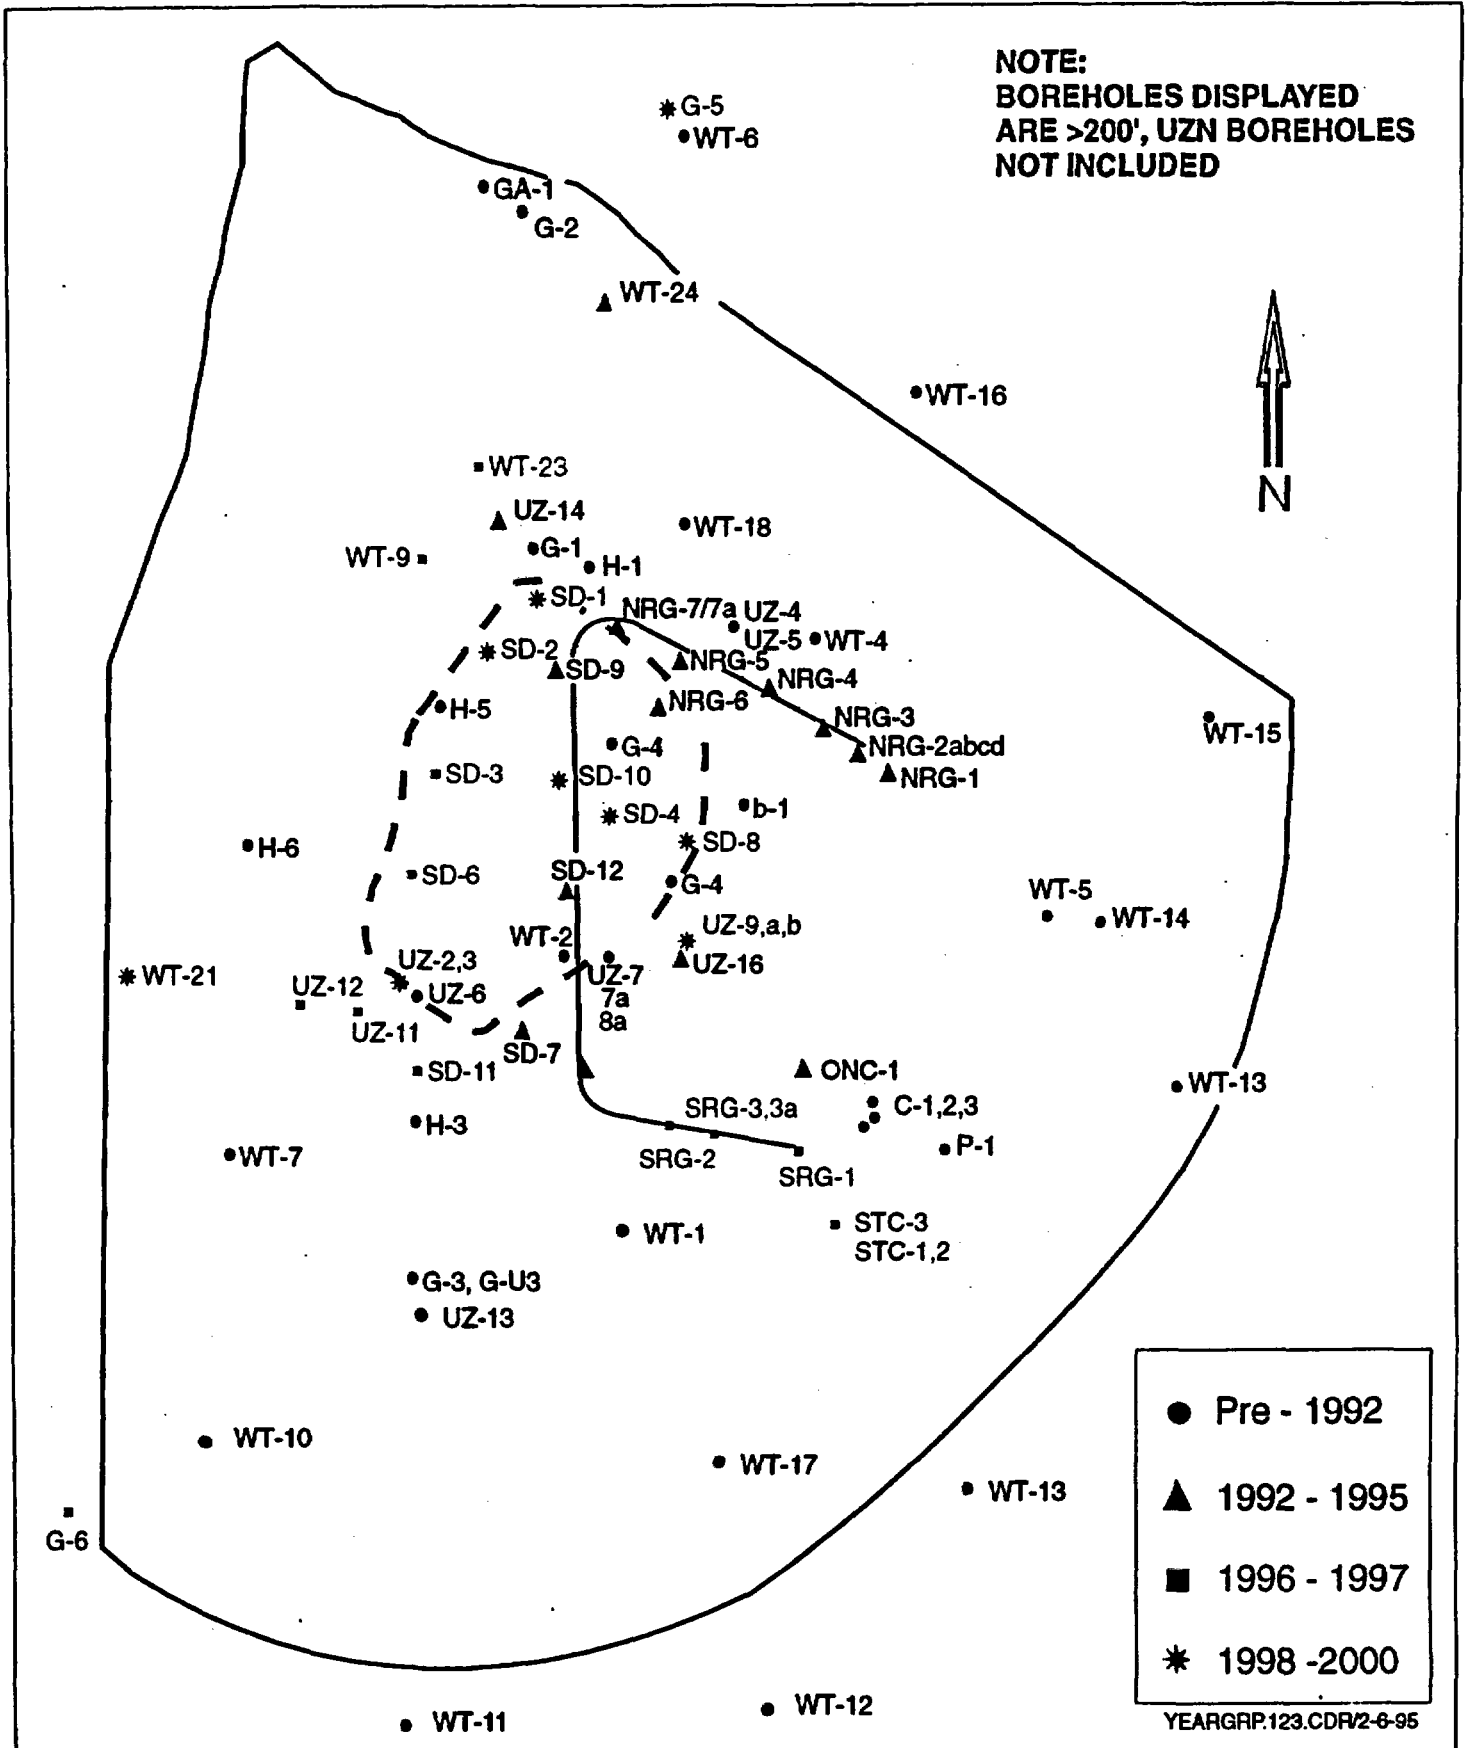 NOTE:
BOREHOLES DISPLAYED
ARE >200', UZN BOREHOLES
NOT INCLUDED
G-5
WT-6
GA-1
G-2
WT-24
WT-16
N
WT-23
UZ-14
WT-18
G-1
WT-9
H-1
SD-1
NRG-7/7a
UZ-4
UZ-5
WT-4
SD-2
SD-9
NRG-5
NRG-4
NRG-6
H-5
NRG-3
WT-15
G-4
NRG-2abcd
SD-3
SD-10
NRG-1
SD-4
b-1
H-6
SD-8
SD-6
SD-12
G-4
WT-5
WT-14
UZ-9,a,b
WT-2
UZ-2,3
UZ-16
WT-21
UZ-7
7a
8a
UZ-12
UZ-6
UZ-11
SD-7
SD-11
ONC-1
WT-13
SRG-3,3a
C-1,2,3
H-3
P-1
WT-7
SRG-2
SRG-1
STC-3
STC-1,2
WT-1
G-3, G-U3
UZ-13
WT-10
WT-17
WT-13
G-6
WT-12
WT-11
Pre - 1992
1992 - 1995
1996 - 1997
1998 -2000
YEARGRP.123.CDR/2-6-95